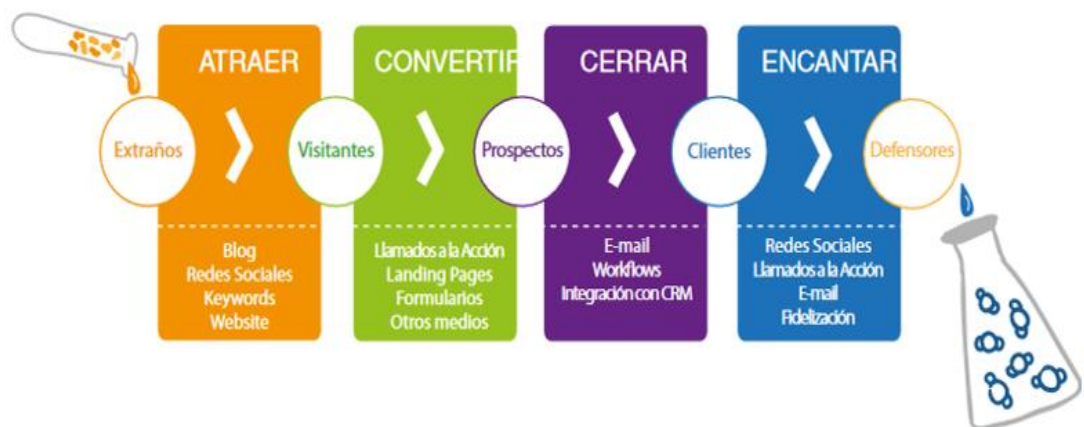 ATRAER
CONVERTIR
CERRAR
ENCANTAR
Extraños
Visitantes
Prospectos
Clientes
Defensores
Blog
Redes Sociales
Keywords
Website
Llamados a la Acción
Landing Pages
Formularios
Otros medios
E-mail
Workflows
Integración con CRM
Redes Sociales
Llamados a la Acción
E-mail
Fidelización